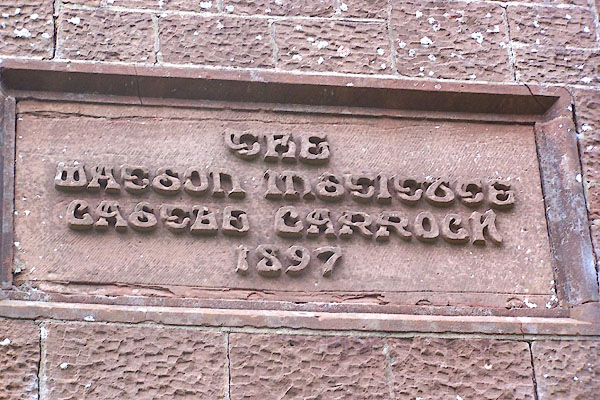 THE
WATSON INSTITUTE
CASTLE CARROCK
1897